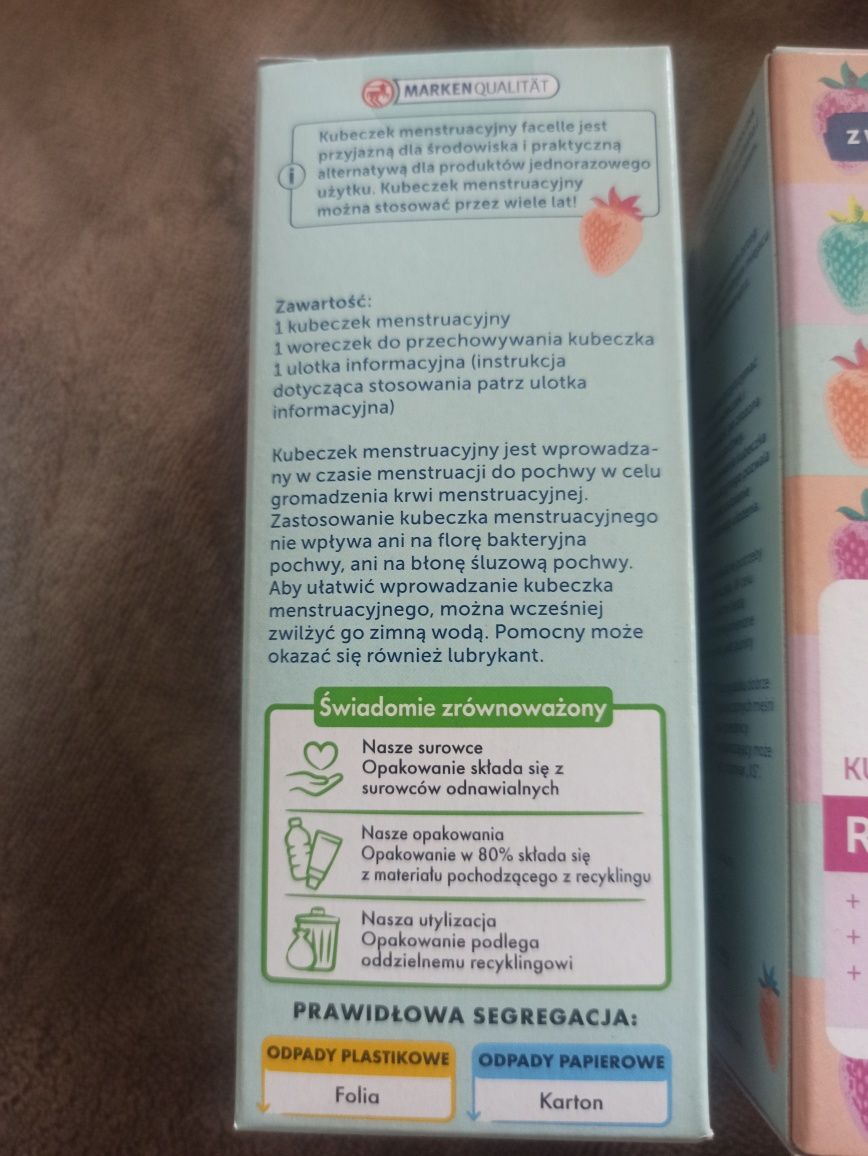 MARKENQUALITÄT
Kubeczek menstruacyjny facelle jest
przyjazną dla środowiska i praktyczną
alternatywą dla produktów jednorazowego
użytku. Kubeczek menstruacyjny
można stosować przez wiele lat!
Zawartość:
1 kubeczek menstruacyjny
1 woreczek do przechowywania kubeczka
1 ulotka informacyjna (instrukcja
dotycząca stosowania patrz ulotka
informacyjna)
Kubeczek menstruacyjny jest wprowadza-
ny w czasie menstruacji do pochwy w celu
gromadzenia krwi menstruacyjnej.
Zastosowanie kubeczka menstruacyjnego
nie wpływa ani na florę bakteryjna
pochwy, ani na błonę śluzową pochwy.
Aby ułatwić wprowadzanie kubeczka
menstruacyjnego, można wcześniej
zwilżyć go zimną wodą. Pomocny może
okazać się również lubrykant.
Świadomie zrównoważony
Nasze surowce
Opakowanie składa się z
surowców odnawialnych
Nasze opakowania
Opakowanie w 80% składa się
z materiału pochodzącego z recyklingu
Nasza utylizacja
Opakowanie podlega
oddzielnemu recyklingowi
PRAWIDŁOWA SEGREGACJA:
ODPADY PLASTIKOWE
Folia
ODPADY PAPIEROWE
Karton
KU
R
+
+
+